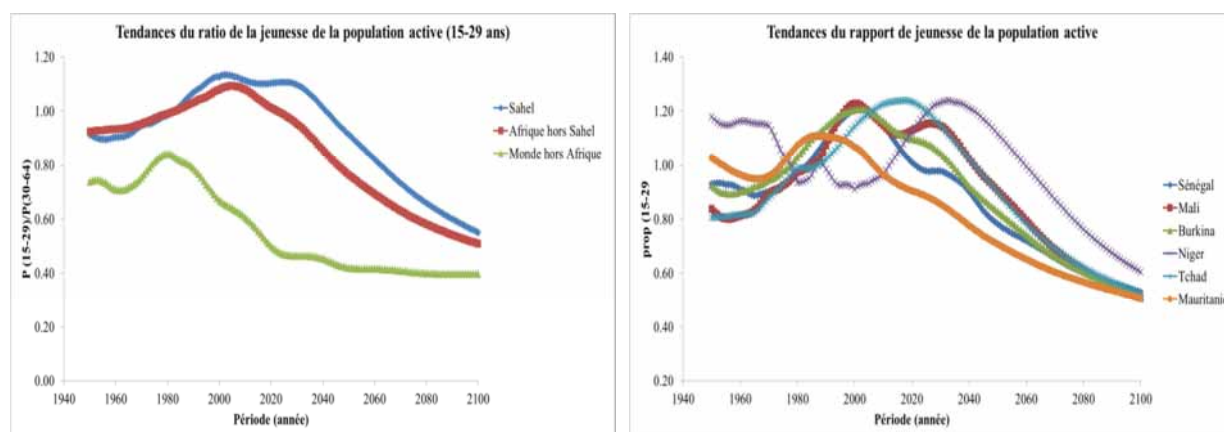 Tendances du ratio de la jeunesse de la population active (15-29 ans)
1.20
1.00
0.80
0.60
0.40
0.20
0.00
P (15-29)/P(30-64)
1940 1960 1980 2000 2020 2040 2060 2080 2100
Période (année)
Sahel
Afrique hors Sahel
Monde hors Afrique
Tendances du rapport de jeunesse de la population active
1.40
1.20
1.00
0.80
0.60
0.40
0.20
prop (15-29
1940 1960 1980 2000 2020 2040 2060 2080 2100
Période (année)
Sénégal
Mali
Burkina
Niger
Tchad
Mauritanie